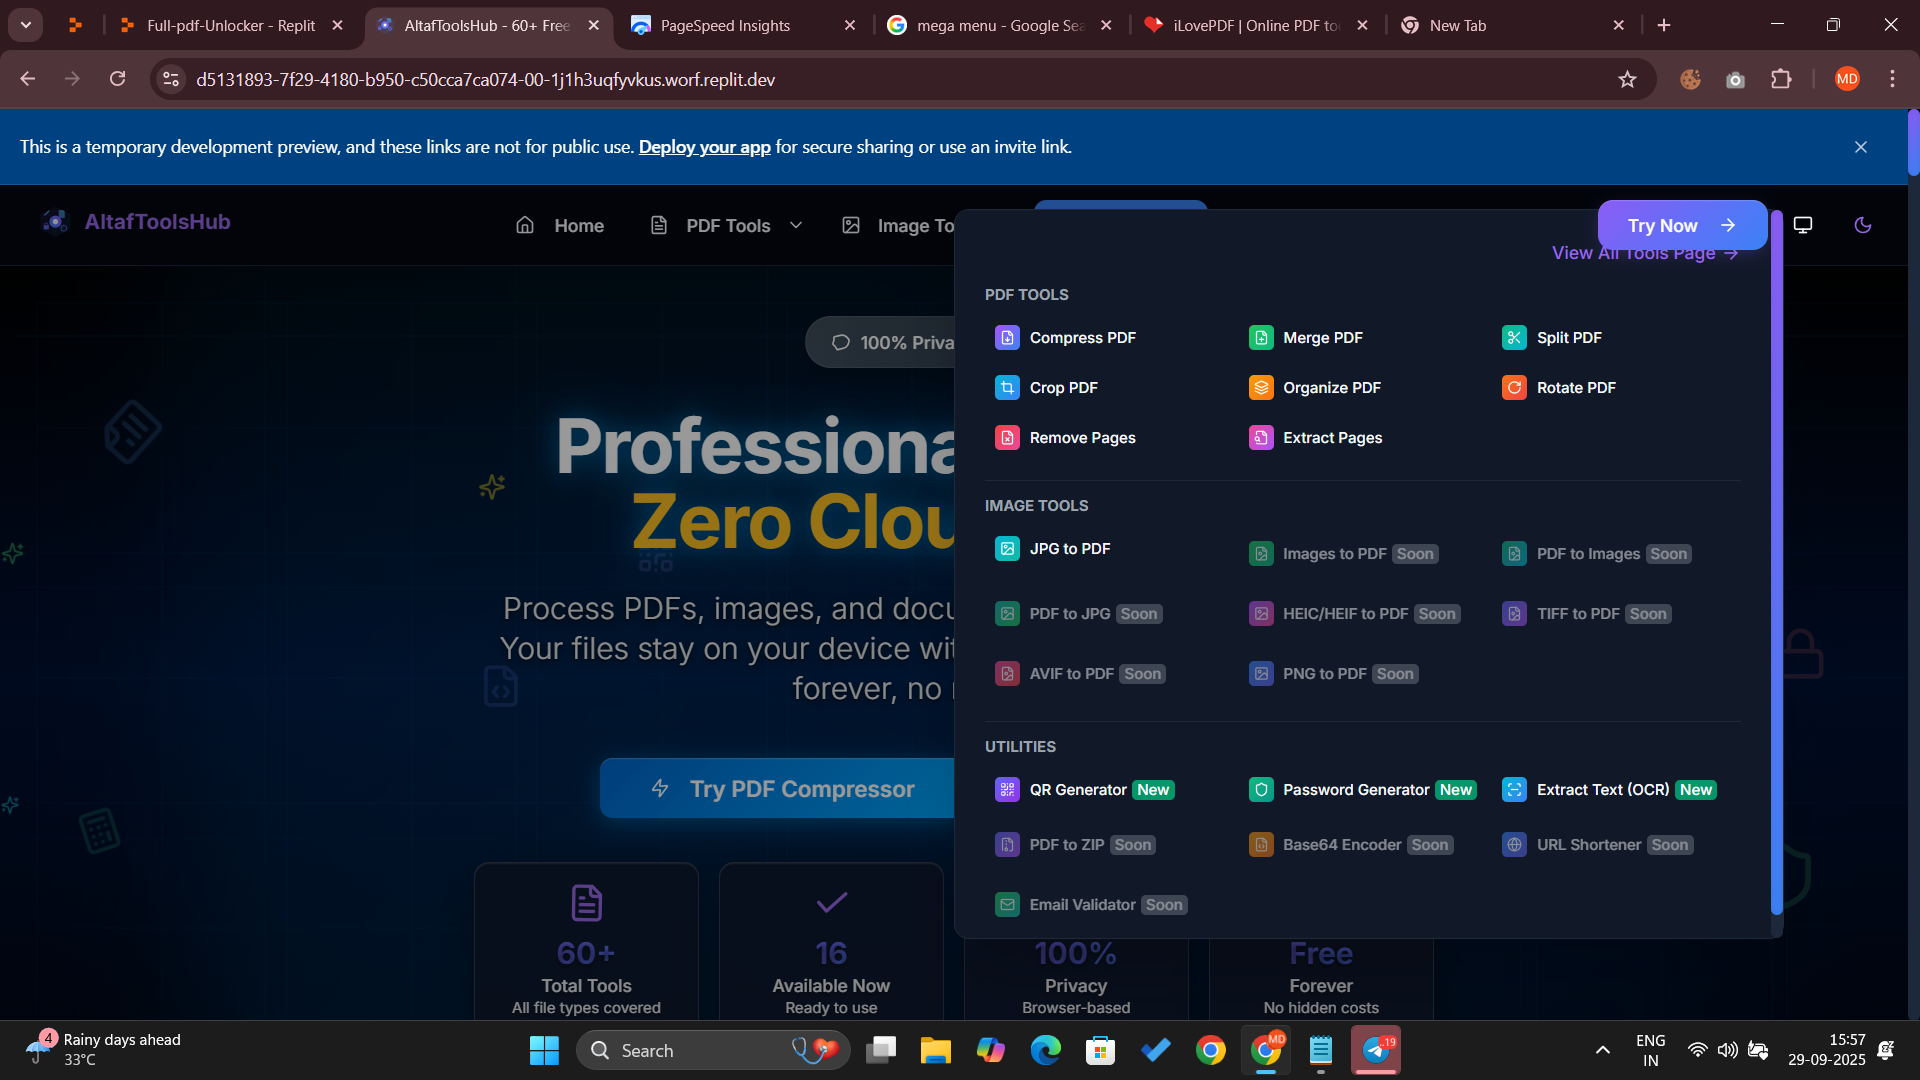 Full-pdf-Unlocker - Replit
AltafToolsHub - 60+ Free
PageSpeed Insights
mega menu - Google Sea
iLovePDF | Online PDF to
New Tab
d5131893-7f29-4180-b950-c50cca7ca074-00-1j1h3uqfyvkus.worf.replit.dev
MD
This is a temporary development preview, and these links are not for public use. Deploy your app for secure sharing or use an invite link.
AltafToolsHub
Home
PDF Tools
Image To
Try Now
View All Tools Page
100% Priva
Professiona
Zero Clou
Process PDFs, images, and docu
Your files stay on your device wit
forever, no
Try PDF Compressor
60+
Total Tools
All file types covered
16
Available Now
Ready to use
100%
Privacy
Browser-based
Free
Forever
No hidden costs
PDF TOOLS
Compress PDF
Merge PDF
Split PDF
Crop PDF
Organize PDF
Rotate PDF
Remove Pages
Extract Pages
IMAGE TOOLS
JPG to PDF
Images to PDF Soon
PDF to Images Soon
PDF to JPG Soon
HEIC/HEIF to PDF Soon
TIFF to PDF Soon
AVIF to PDF Soon
PNG to PDF Soon
UTILITIES
QR Generator New
Password Generator New
Extract Text (OCR) New
PDF to ZIP Soon
Base64 Encoder Soon
URL Shortener Soon
Email Validator Soon
4
Rainy days ahead
33°C
Search
MD
..19
ENG
IN
15:57
29-09-2025